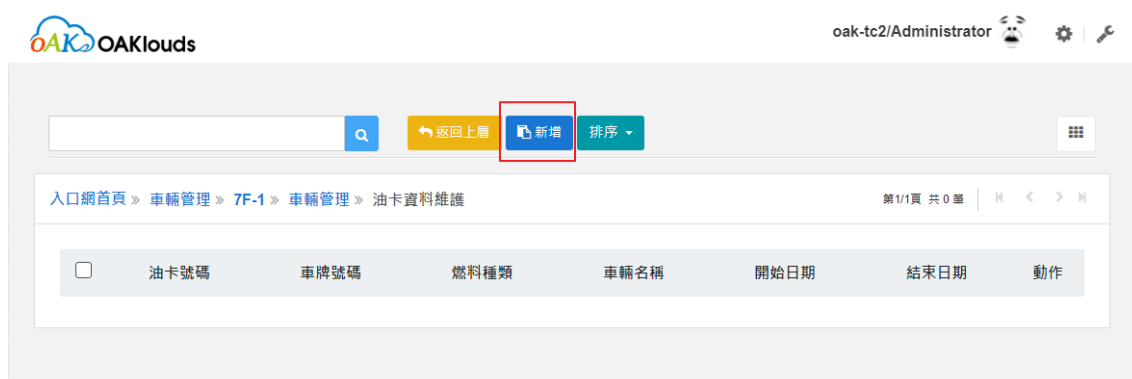 OAK OAKlouds
oak-tc2/Administrator
返回上層 新增 排序
入口網首頁 » 車輛管理 » 7F-1 » 車輛管理 » 油卡資料維護
第1/1頁 共 0 筆
油卡號碼 車牌號碼 燃料種類 車輛名稱 開始日期 結束日期 動作